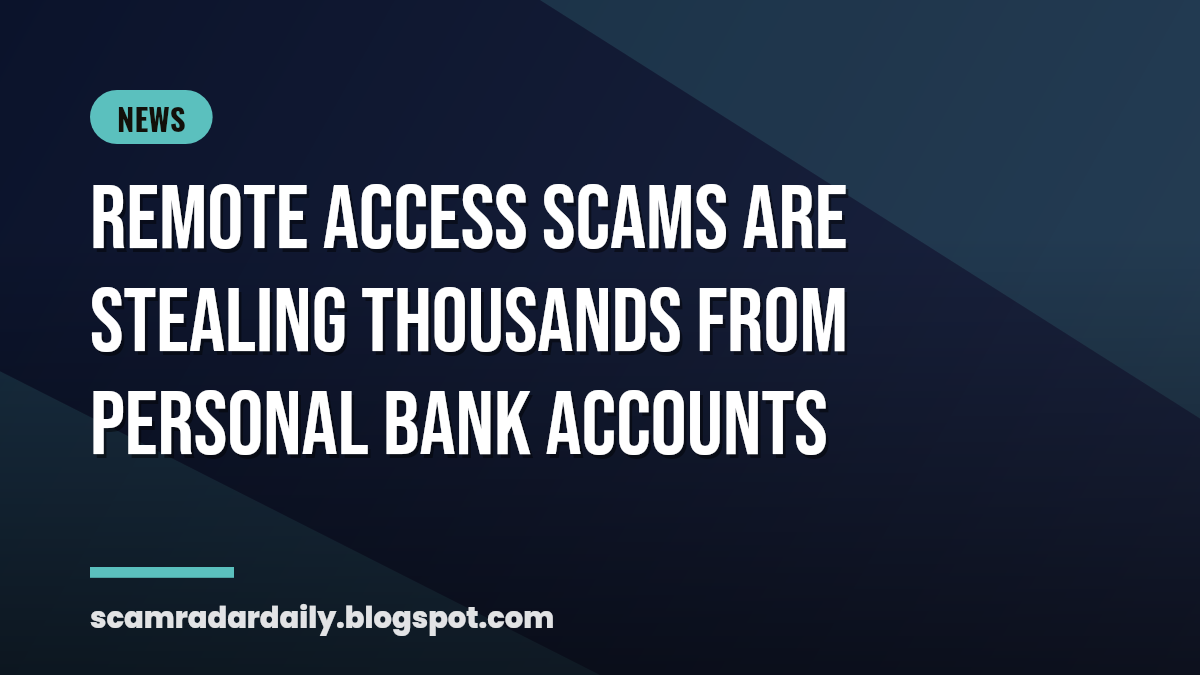 NEWS
REMOTE ACCESS SCAMS ARE
STEALING THOUSANDS FROM
PERSONAL BANK ACCOUNTS
scamradardaily.blogspot.com